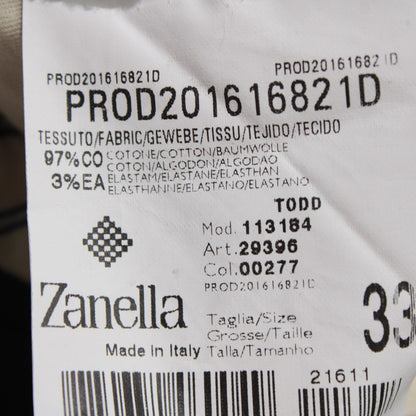 PROD201616821D PROD201616821D
PROD201616821D
TESSUTO/FABRIC/GEWEBE/TISSU/TEJIDO/TECIDO
97%CO COTONE/COTTON/BAUMWOLLE
COTON/ALGODON/ALGODAO
3%EA ELASTAM/ELASTANE/ELASTHAN
ELASTHANNE/ELASTANO/ELASTANO
TODD
Mod. 113184
Art. 29396
Col. 00277
PROD201616821D
Zanella
Taglia/Size
Grosse/Taille
Talla/Tamanho
33
Made in Italy
21611